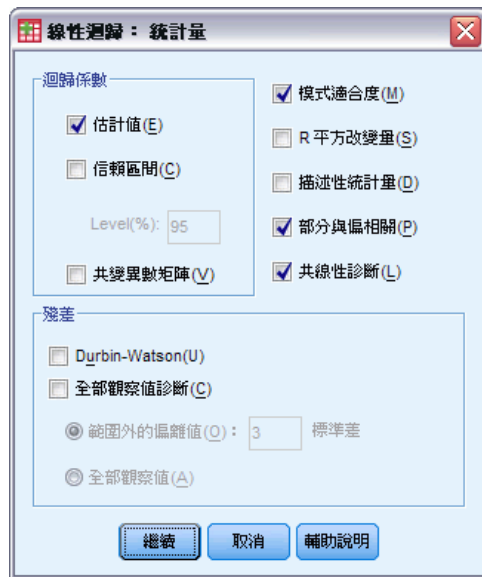 線性迴歸：統計量
迴歸係數
估計值(E)
信賴區間(C)
Level(%): 95
共變異數矩陣(V)
模式適合度(M)
R 平方改變量(S)
描述性統計量(D)
部分與偏相關(P)
共線性診斷(L)
殘差
Durbin-Watson(U)
全部觀察值診斷(C)
範圍外的偏離值(O)： 3 標準差
全部觀察值(A)
繼續 取消 輔助說明